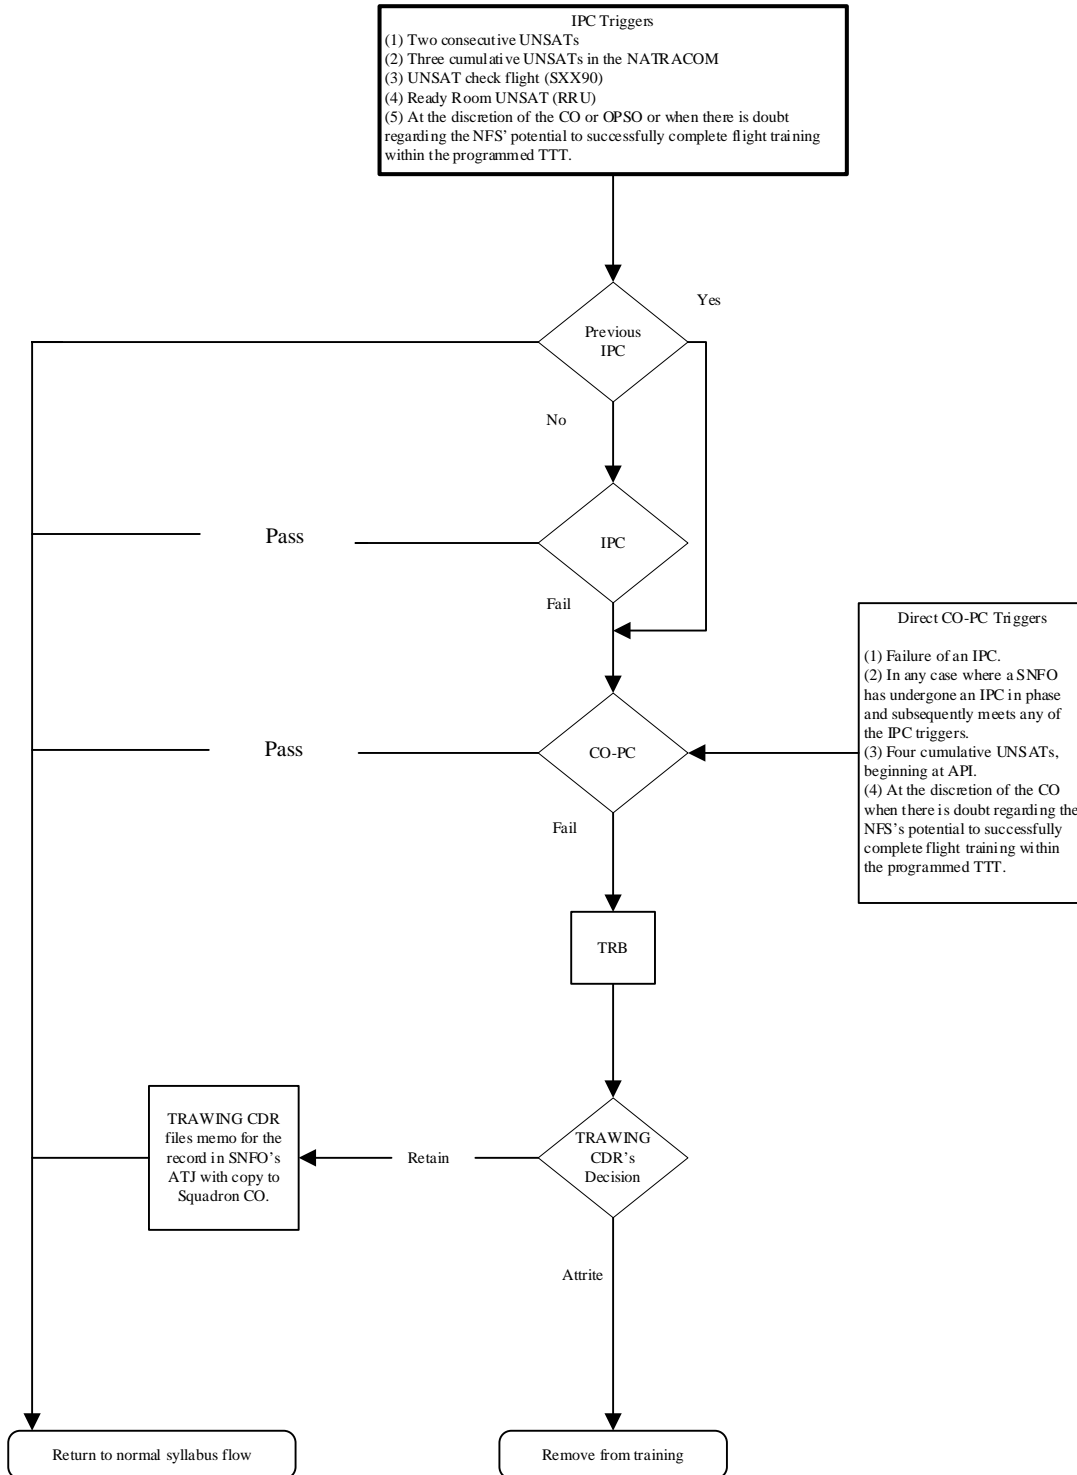 IPC Triggers
(1) Two consecutive UNSATs
(2) Three cumulative UNSATs in the NATRACOM
(3) UNSAT check flight (SXX90)
(4) Ready Room UNSAT (RRU)
(5) At the discretion of the CO or OPSO or when there is doubt
regarding the NFS' potential to successfully complete flight training
within the programmed TTT.
Yes
Previous
IPC
No
Pass
IPC
Fail
Direct CO-PC Triggers
(1) Failure of an IPC.
(2) In any case where a SNFO
has undergone an IPC in phase
and subsequently meets any of
the IPC triggers.
(3) Four cumulative UNSATs,
beginning at API.
(4) At the discretion of the CO
when there is doubt regarding the
NFS's potential to successfully
complete flight training within
the programmed TTT.
Pass
CO-PC
Fail
TRB
TRAWING CDR
files memo for the
record in SNFO's
ATJ with copy to
Squadron CO.
Retain
TRAWING
CDR's
Decision
Attrite
Return to normal syllabus flow
Remove from training